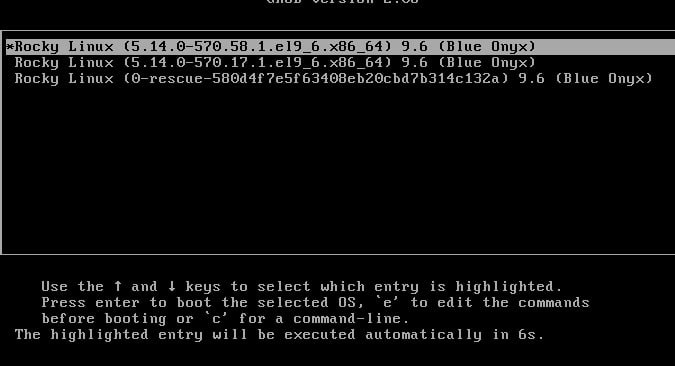 *Rocky Linux (5.14.0-570.58.1.el9_6.x86_64) 9.6 (Blue Onyx)
Rocky Linux (5.14.0-570.17.1.el9_6.x86_64) 9.6 (Blue Onyx)
Rocky Linux (0-rescue-580d4f7e5f63408eb20cbd7b314c132a) 9.6 (Blue Onyx)
Use the ↑ and ↓ keys to select which entry is highlighted.
Press enter to boot the selected OS, `e' to edit the commands
before booting or `c' for a command-line.
The highlighted entry will be executed automatically in 6s.